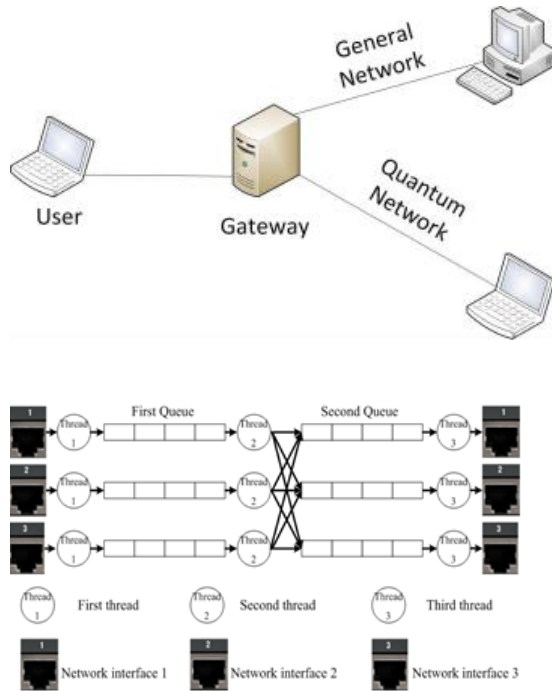 General
Network
User
Gateway
Quantum
Network
First Queue
Second Queue
1
Thread
1
Thread
2
Thread
3
1
2
Thread
1
Thread
2
Thread
3
2
3
Thread
1
Thread
2
Thread
3
3
Thread
1
First thread
Thread
2
Second thread
Thread
3
Third thread
1
Network interface 1
2
Network interface 2
3
Network interface 3